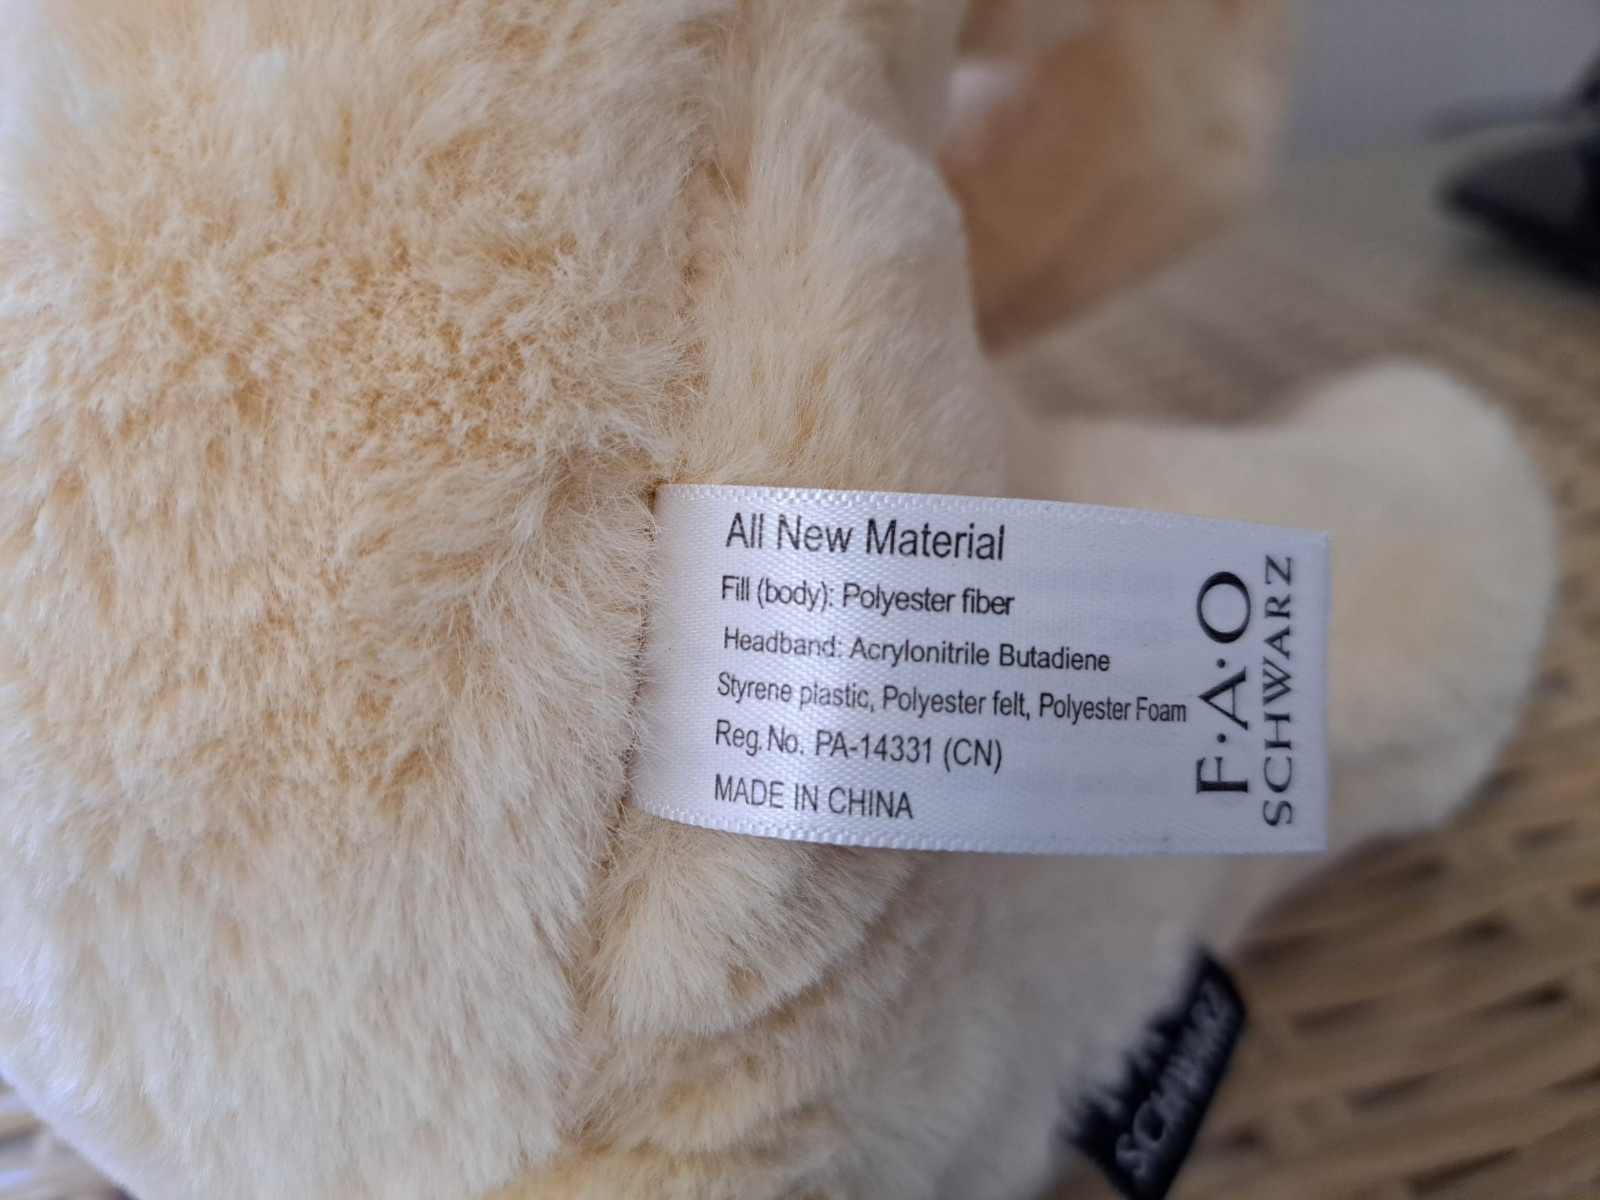 All New Material
Fill (body): Polyester fiber
Headband: Acrylonitrile Butadiene
Styrene plastic, Polyester felt, Polyester Foam
Reg. No. PA-14331 (CN)
MADE IN CHINA
F·A·O
SCHWARZ
SCHWARZ